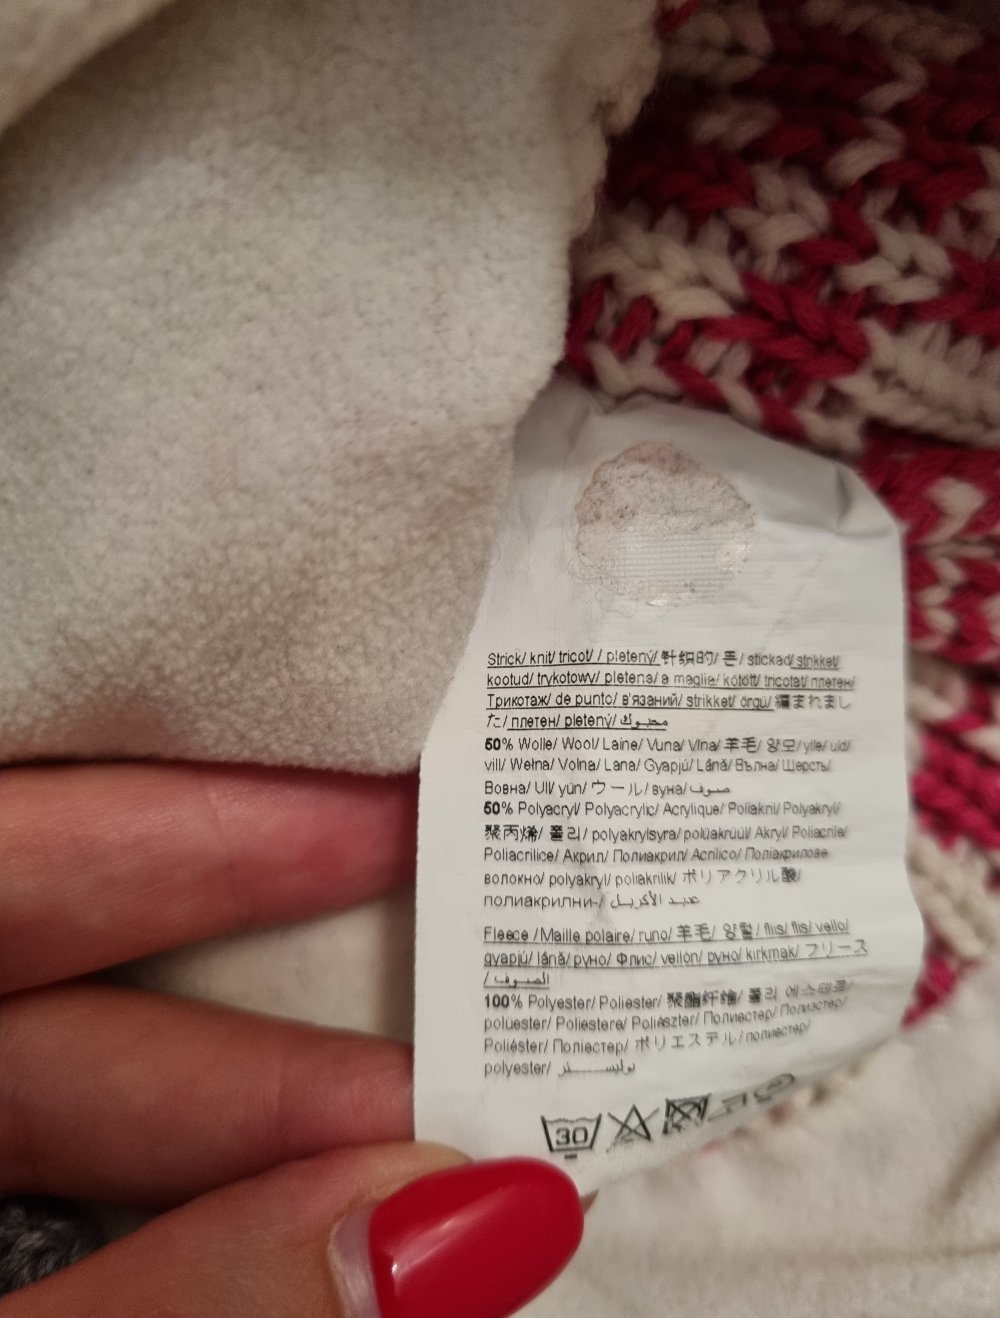 Strick/ knit/ tricot/ / pletený/ 针织的/ 튼/ stickad/ strikket/
kootud/ trykotowy/ pletena/ a maglia/ kötött/ tricotat/ плетен/
Трикотаж/ de punto/ в'язаний/ strikket/ örgü/ 編まれまし
た/ плетен/ pletený/ محبوك/
50% Wolle/ Wool/ Laine/ Vuna/ Vlna/ 羊毛/ 양모/ ylle/ uld/
vill/ Wełna/ Volna/ Lana/ Gyapjú/ Lână/ Вълна/ Шерсть/
Вовна/ Ull/ yün/ ウール/ вуна/ صوف/
50% Polyacryl/ Polyacrylic/ Acrylique/ Poliakril/ Polyakryl/
聚丙烯/ 폴리/ polyakrylsyra/ polüakrüül/ Akryl/ Poliacrile/
Poliacrilice/ Акрил/ Полиакрил/ Acrílico/ Поліакрилове
волокно/ polyakryl/ poliakrilik/ ポリアクリル酸/
полиакрилни-/ الأكريل/
Fleece /Maille polaire/ runo/ 羊毛/ 양털/ fliis/ flis/ vello/
gyapjú/ lână/ руно/ Флис/ vellón/ руно/ kırkmak/ フリース
/ الصوف/
100% Polyester/ Poliester/ 聚酯纤维/ 폴리 에스테르/
polüester/ Poliestere/ Poliészter/ Полиестер/ Полиэстер/
Poliéster/ Поліестер/ ポリエステル/ полиестер/
polyester/ بوليستر
30